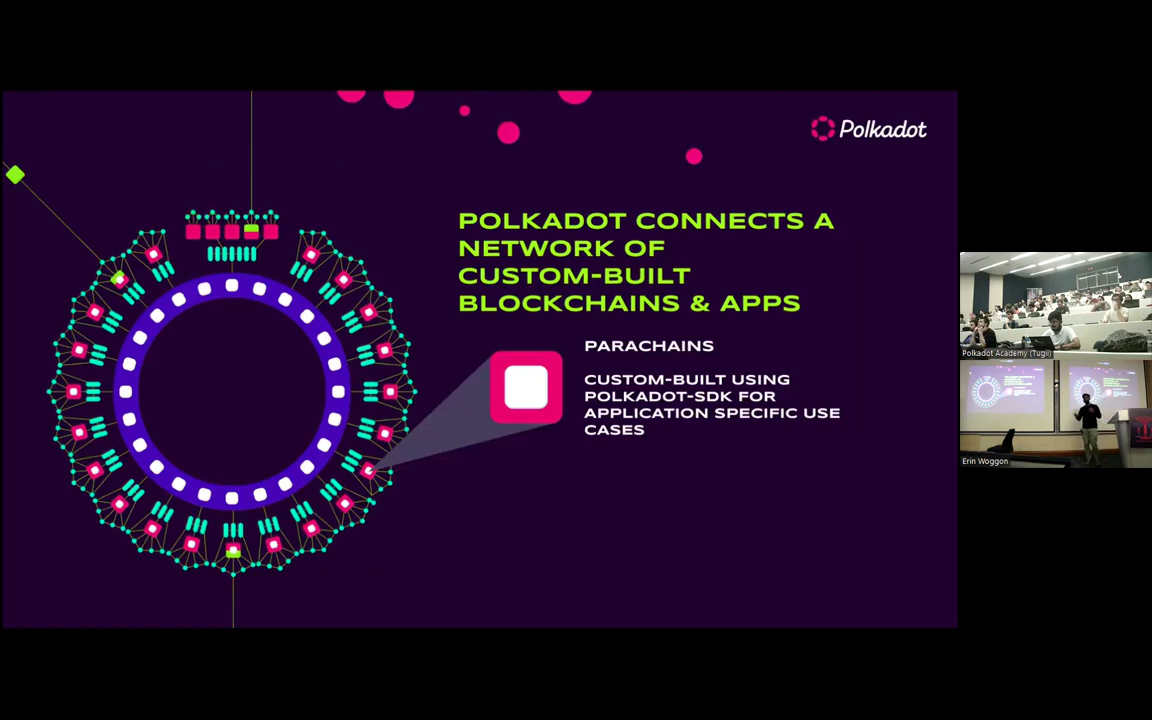 Polkadot
POLKADOT CONNECTS A
NETWORK OF
CUSTOM-BUILT
BLOCKCHAINS & APPS
PARACHAINS
CUSTOM-BUILT USING
POLKADOT-SDK FOR
APPLICATION SPECIFIC USE
CASES
Polkadot Academy (Tugii)
Erin Woggon